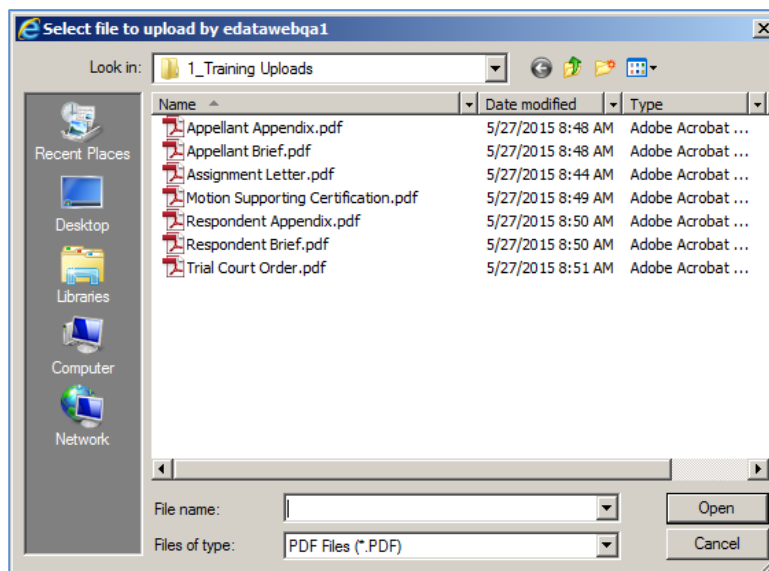 Select file to upload by edatawebqa1
Look in: 1_Training Uploads
Name Date modified Type
Appellant Appendix.pdf 5/27/2015 8:48 AM Adobe Acrobat ...
Appellant Brief.pdf 5/27/2015 8:48 AM Adobe Acrobat ...
Assignment Letter.pdf 5/27/2015 8:44 AM Adobe Acrobat ...
Motion Supporting Certification.pdf 5/27/2015 8:49 AM Adobe Acrobat ...
Respondent Appendix.pdf 5/27/2015 8:50 AM Adobe Acrobat ...
Respondent Brief.pdf 5/27/2015 8:50 AM Adobe Acrobat ...
Trial Court Order.pdf 5/27/2015 8:51 AM Adobe Acrobat ...
Recent Places
Desktop
Libraries
Computer
Network
File name: Open
Files of type: PDF Files (*.PDF) Cancel